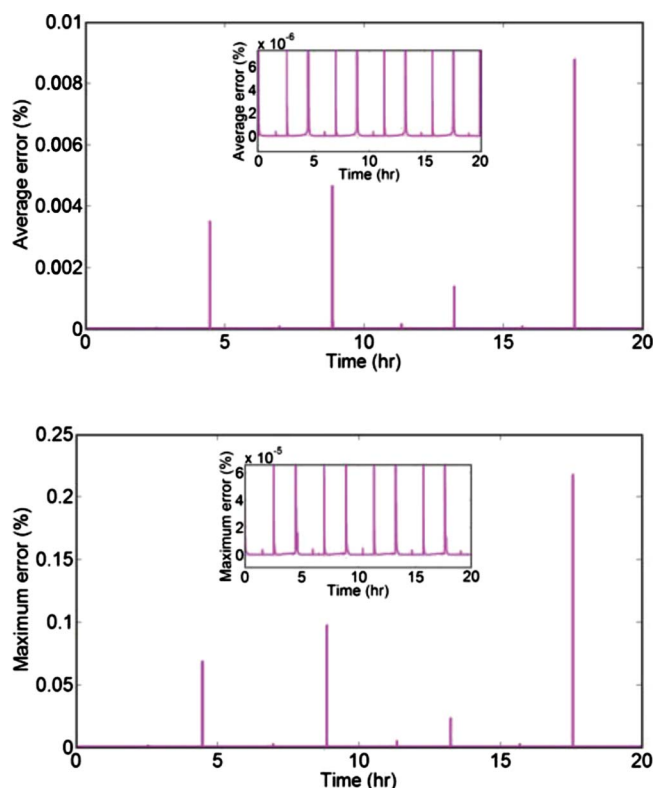 0.01
0.008
0.006
0.004
0.002
0
Average error (%)
0 5 10 15 20
Time (hr)
x 10-6
6
4
2
0
Average error (%)
0 5 10 15 20
Time (hr)
0.25
0.2
0.15
0.1
0.05
0
Maximum error (%)
0 5 10 15 20
Time (hr)
x 10-5
6
4
2
0
Maximum error (%)
0 5 10 15 20
Time (hr)